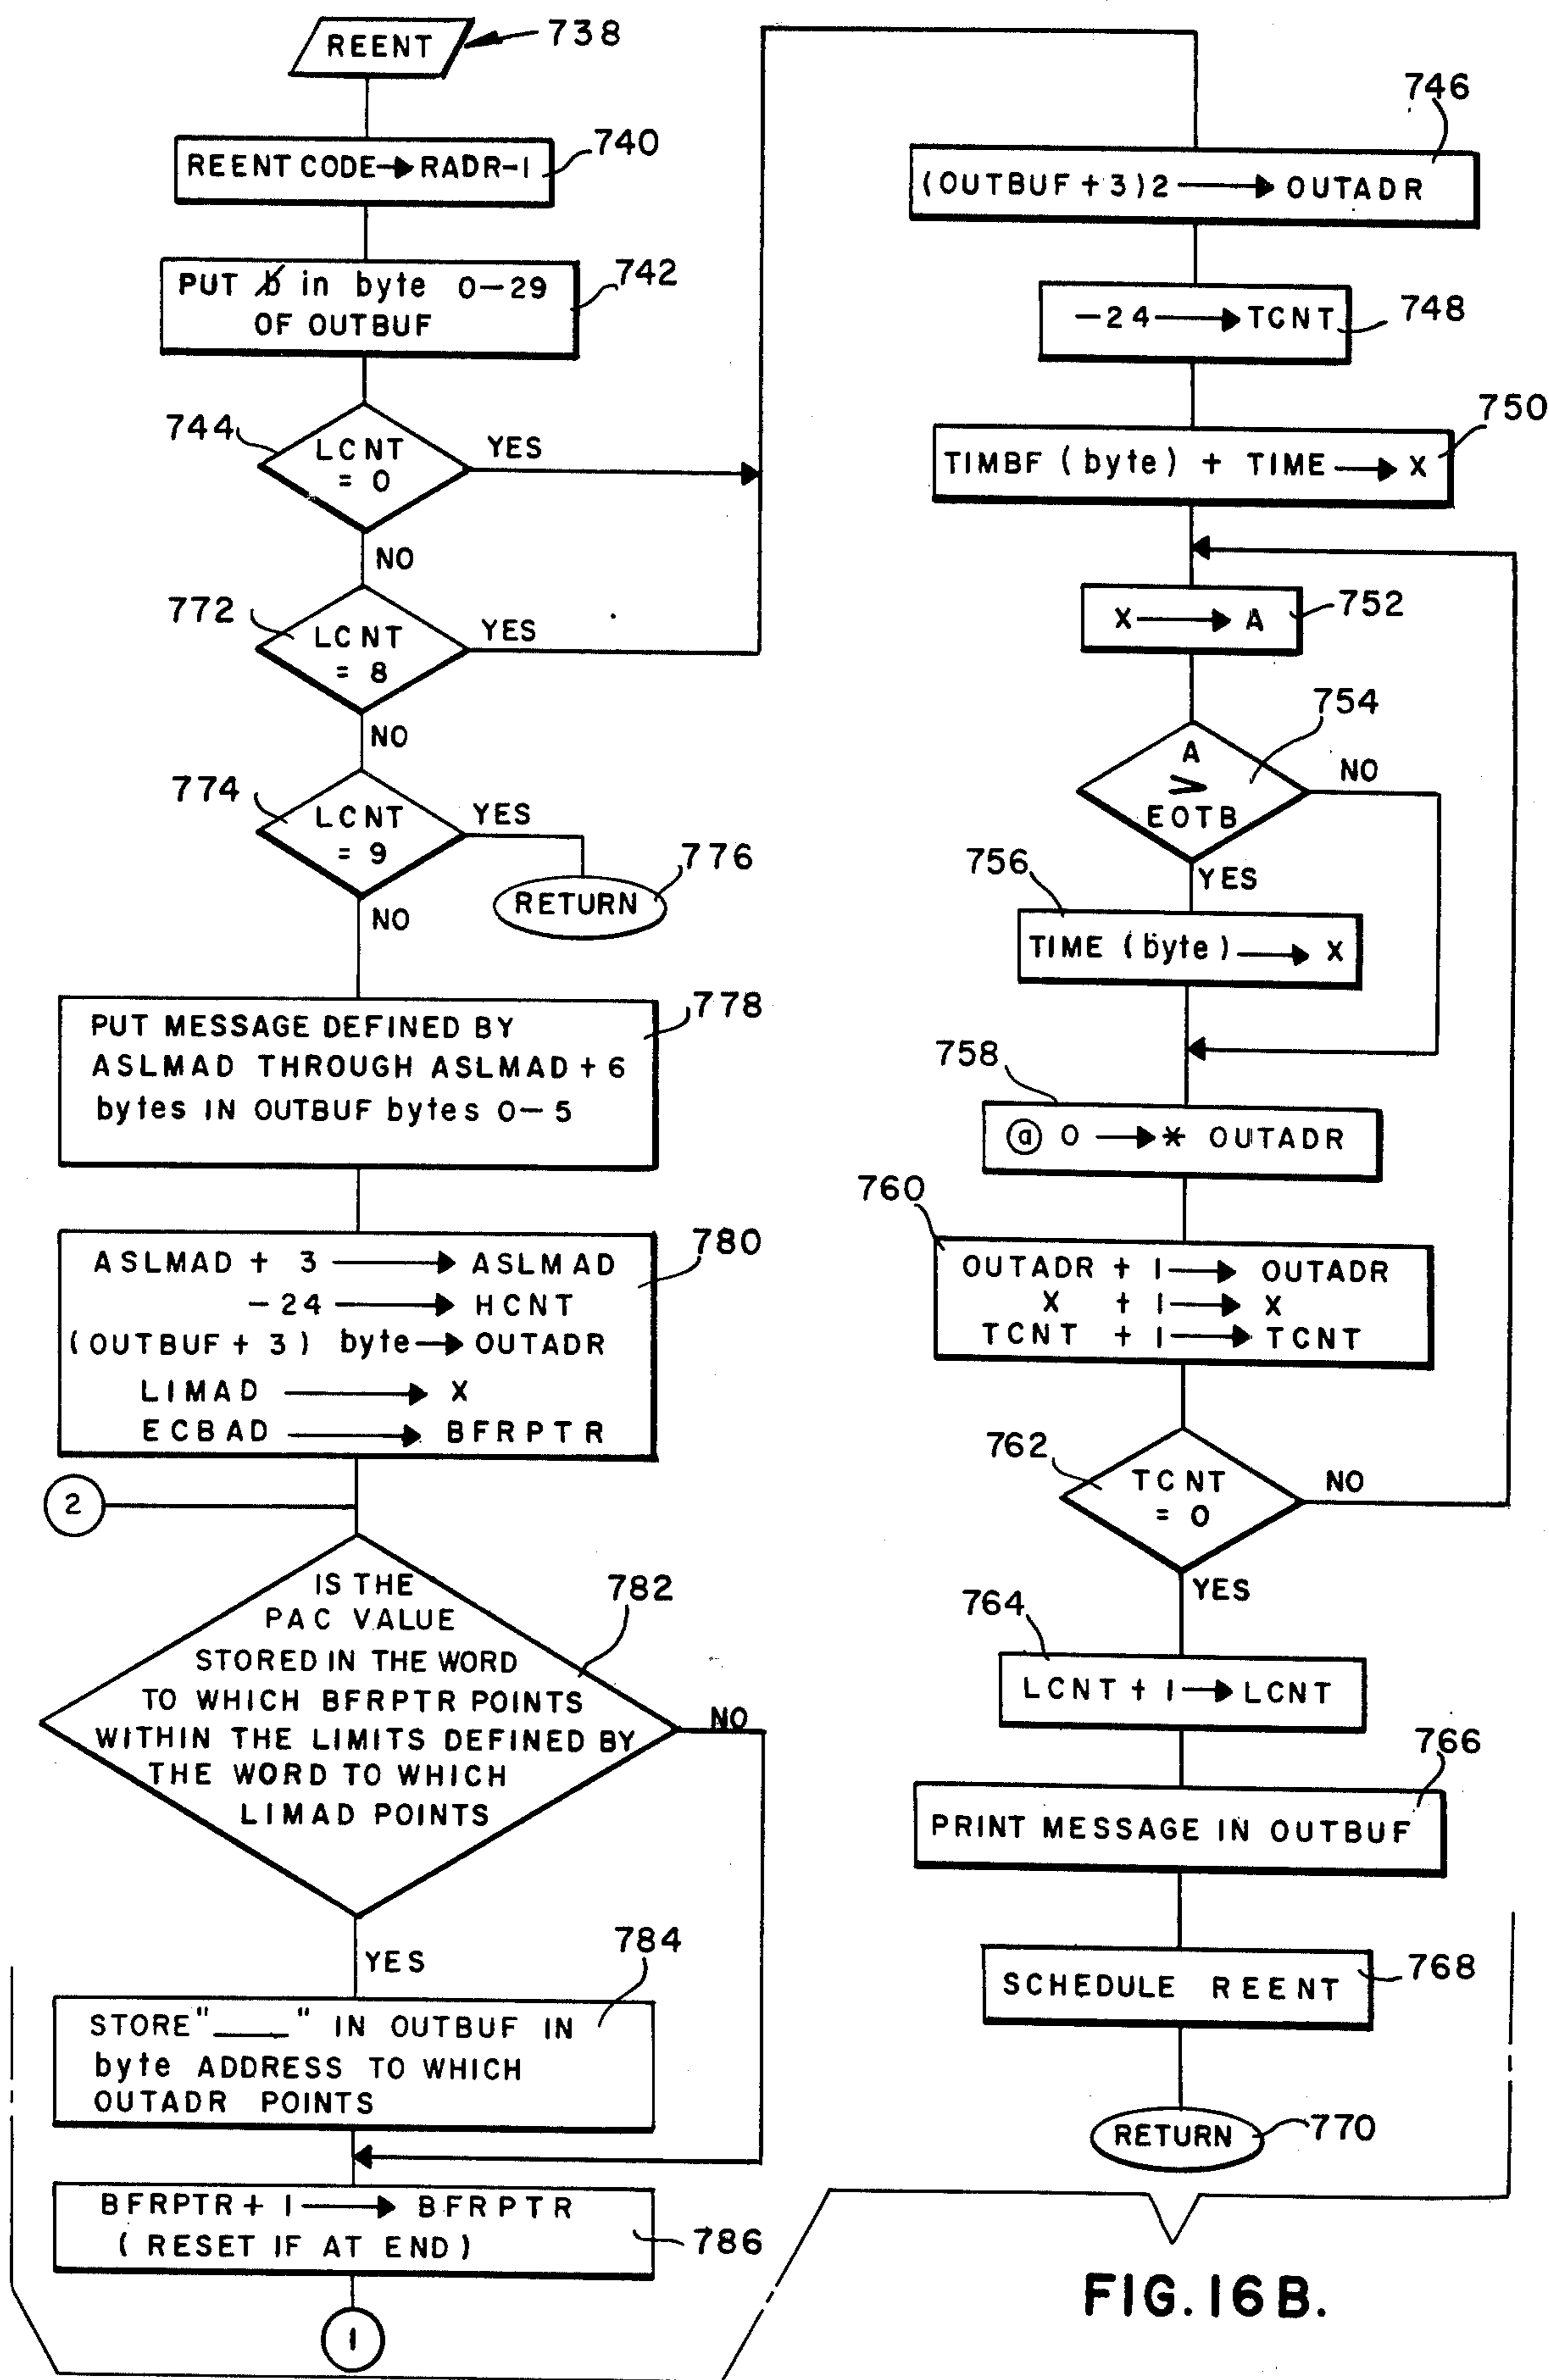 REENT
738
REENT CODE→RADR-1
740
PUT b̸ in byte 0-29
OF OUTBUF
742
744
LCNT
= 0
YES
NO
772
LCNT
= 8
YES
NO
774
LCNT
= 9
YES
776
RETURN
NO
778
PUT MESSAGE DEFINED BY
ASLMAD THROUGH ASLMAD + 6
bytes IN OUTBUF bytes 0-5
780
ASLMAD + 3 → ASLMAD
-24 → HCNT
(OUTBUF + 3) byte → OUTADR
LIMAD → X
ECBAD → BFRPTR
2
782
IS THE
PAC VALUE
STORED IN THE WORD
TO WHICH BFRPTR POINTS
WITHIN THE LIMITS DEFINED BY
THE WORD TO WHICH
LIMAD POINTS
NO
YES
784
STORE "___" IN OUTBUF IN
byte ADDRESS TO WHICH
OUTADR POINTS
BFRPTR + 1 → BFRPTR
(RESET IF AT END)
786
1
746
(OUTBUF + 3)2 → OUTADR
-24 → TCNT
748
750
TIMBF (byte) + TIME → X
X → A
752
754
A
>
EOTB
NO
YES
756
TIME (byte) → X
758
ⓐ 0 → * OUTADR
760
OUTADR + 1 → OUTADR
X + 1 → X
TCNT + 1 → TCNT
762
TCNT
= 0
NO
YES
764
LCNT + 1 → LCNT
766
PRINT MESSAGE IN OUTBUF
SCHEDULE REENT
768
RETURN
770
FIG. 16B.